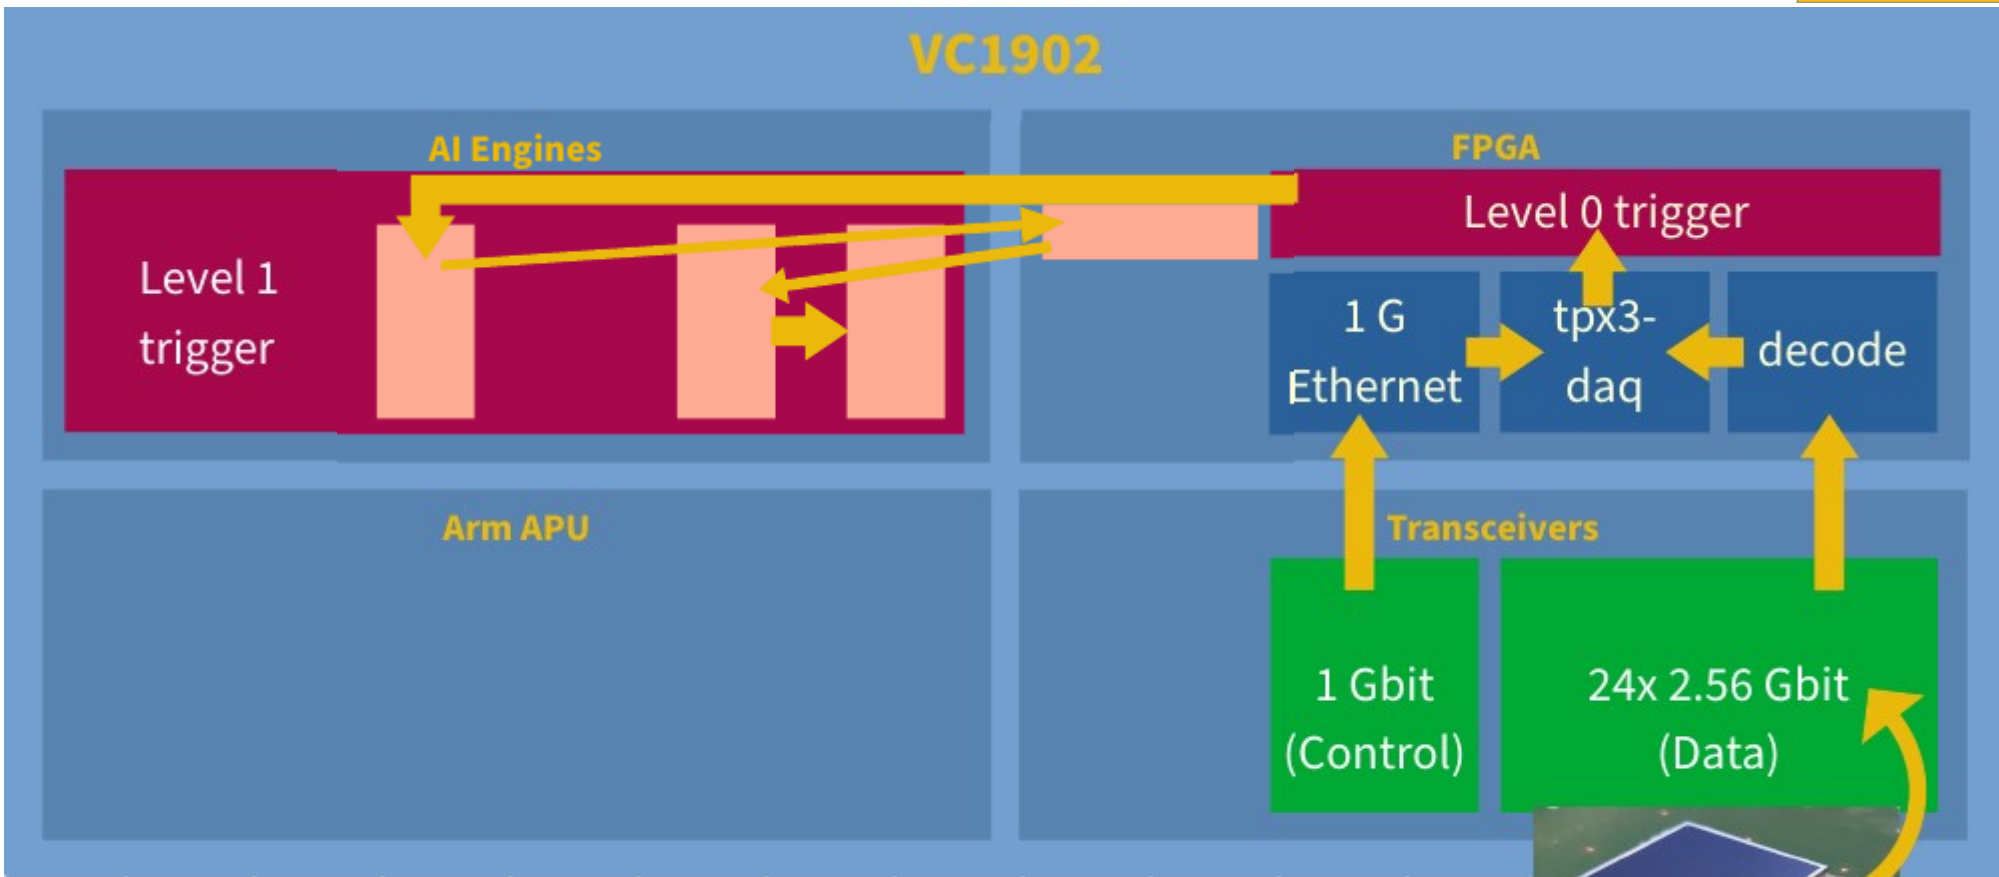 VC1902
AI Engines
FPGA
Level 1
trigger
Level 0 trigger
1 G
Ethernet
tpx3-
daq
decode
Arm APU
Transceivers
1 Gbit
(Control)
24x 2.56 Gbit
(Data)